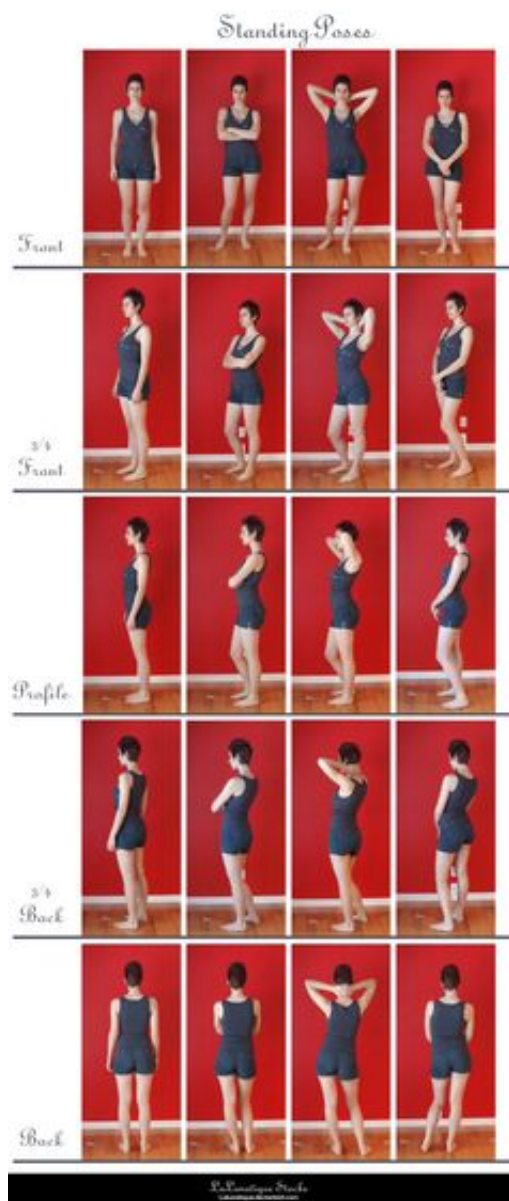 Standing Poses
Front
3/4
Front
Profile
3/4
Back
Back
LaLunatique Stocks